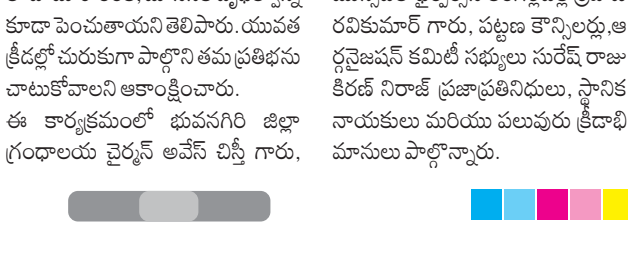 కూడా పెంచుతాయని తెలిపారు. యువత
క్రీడల్లో చురుకుగా పాల్గొని తమ ప్రతిభను
చాటుకోవాలని ఆకాంక్షించారు.
ఈ కార్యక్రమంలో భువనగిరి జిల్లా
గ్రంధాలయ చైర్మన్ అవేస్ చిస్తీ గారు,
రవికుమార్ గారు, పట్టణ కౌన్సిలర్లు,ఆ
ర్గనైజషన్ కమిటీ సభ్యులు సురేష్ రాజు
కిరణ్ నిరాజ్ ప్రజాప్రతినిధులు, స్థానిక
నాయకులు మరియు పలువురు క్రీడాభి
మానులు పాల్గొన్నారు.